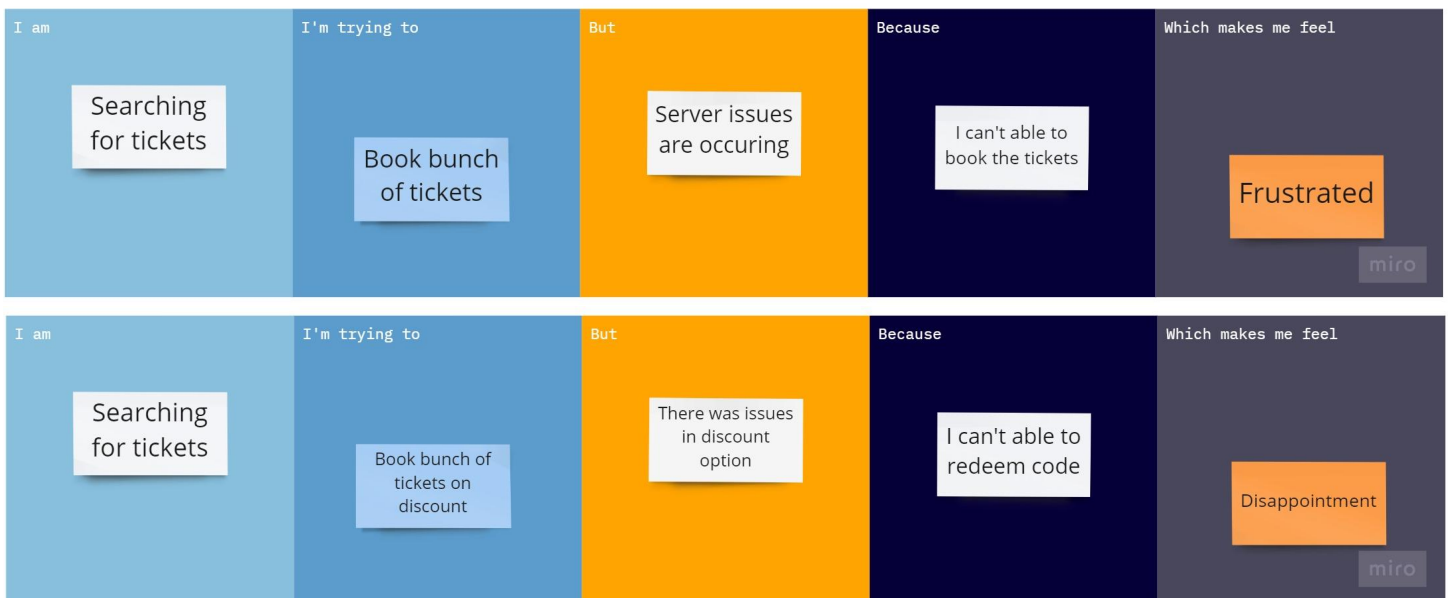 I am
I'm trying to
But
Because
Which makes me feel
Searching
for tickets
Book bunch
of tickets
Server issues
are occuring
I can't able to
book the tickets
Frustrated
miro
I am
I'm trying to
But
Because
Which makes me feel
Searching
for tickets
Book bunch of
tickets on
discount
There was issues
in discount
option
I can't able to
redeem code
Disappointment
miro